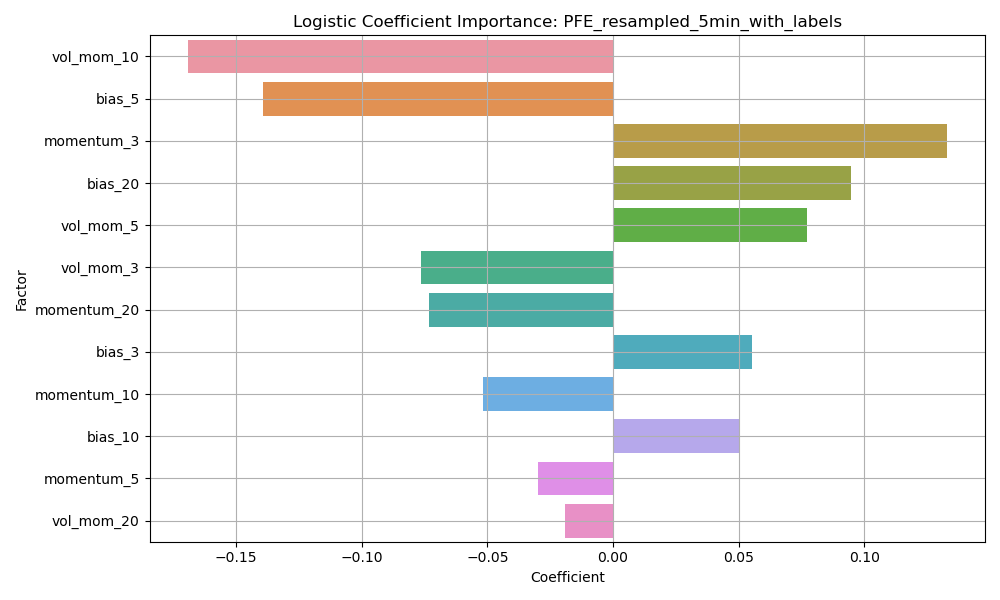 Logistic Coefficient Importance: PFE_resampled_5min_with_labels
Factor
vol_mom_10
bias_5
momentum_3
bias_20
vol_mom_5
vol_mom_3
momentum_20
bias_3
momentum_10
bias_10
momentum_5
vol_mom_20
−0.15 −0.10 −0.05 0.00 0.05 0.10
Coefficient